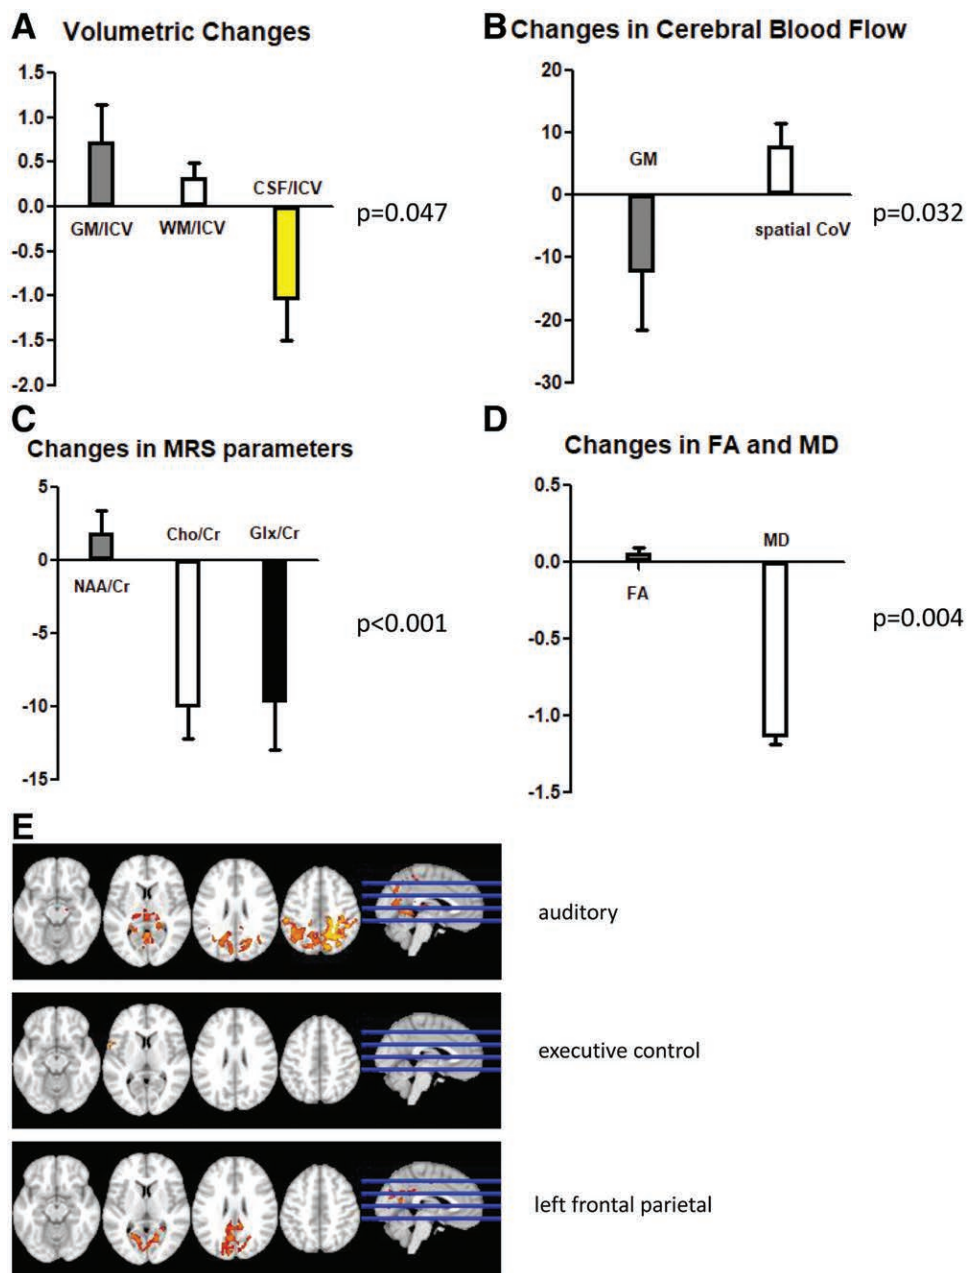 A Volumetric Changes
1.5
1.0
0.5
0.0
-0.5
-1.0
-1.5
-2.0
CSF/ICV
GM/ICV WM/ICV
p=0.047
B Changes in Cerebral Blood Flow
20
10
0
-10
-20
-30
GM
spatial CoV
p=0.032
C
Changes in MRS parameters
5
0
-5
-10
-15
Cho/Cr Glx/Cr
NAA/Cr
p<0.001
D
Changes in FA and MD
0.5
0.0
-0.5
-1.0
-1.5
MD
FA
p=0.004
E
auditory
executive control
left frontal parietal